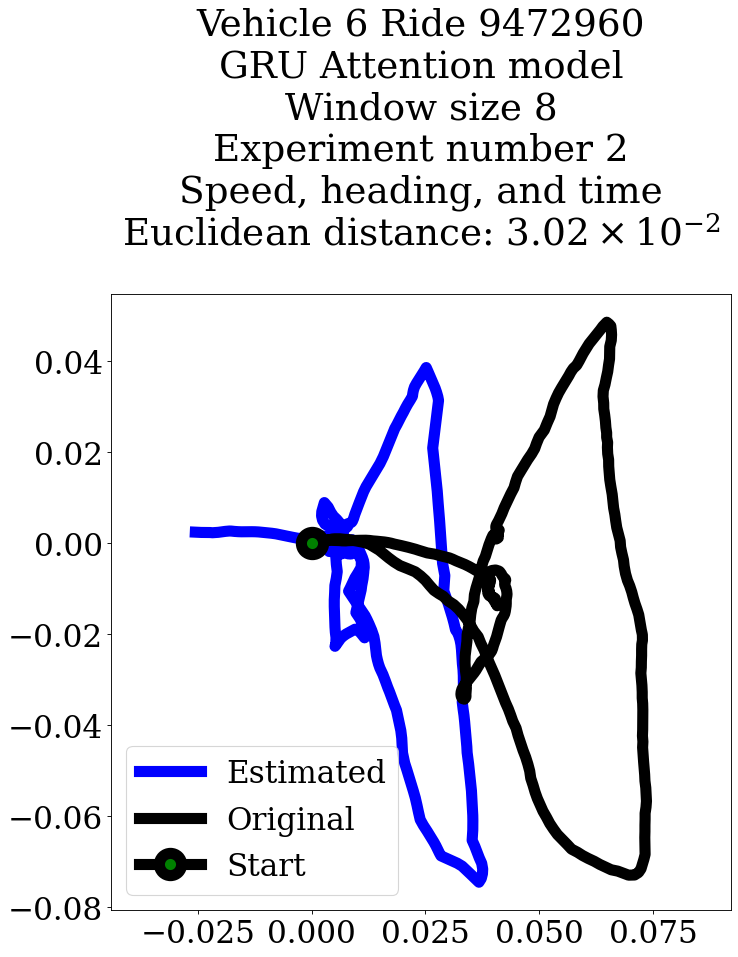 Vehicle 6 Ride 9472960
GRU Attention model
Window size 8
Experiment number 2
Speed, heading, and time
Euclidean distance: 3.02 × 10⁻²
0.04
0.02
0.00
−0.02
−0.04
−0.06
−0.08
Estimated
Original
Start
−0.025 0.000 0.025 0.050 0.075